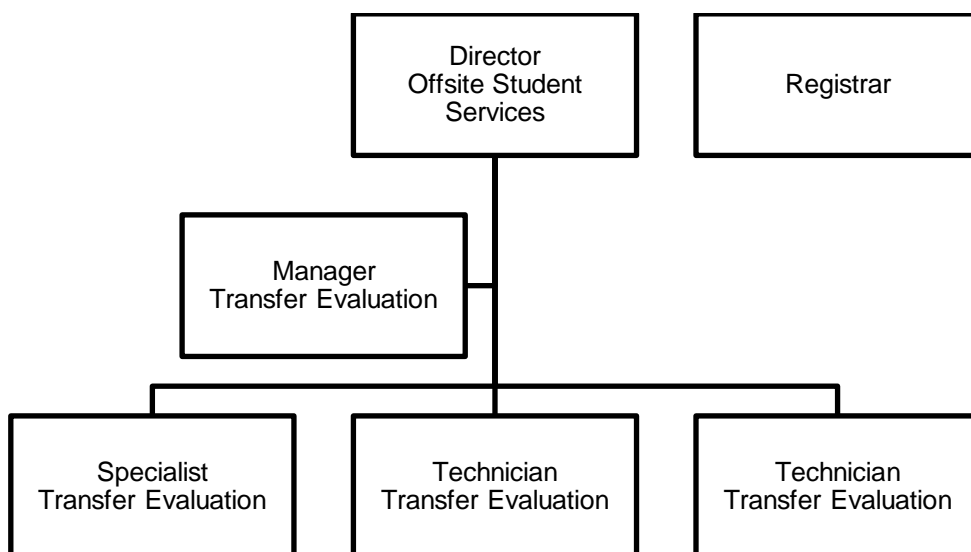 Director
Offsite Student
Services
Registrar
Manager
Transfer Evaluation
Specialist
Transfer Evaluation
Technician
Transfer Evaluation
Technician
Transfer Evaluation